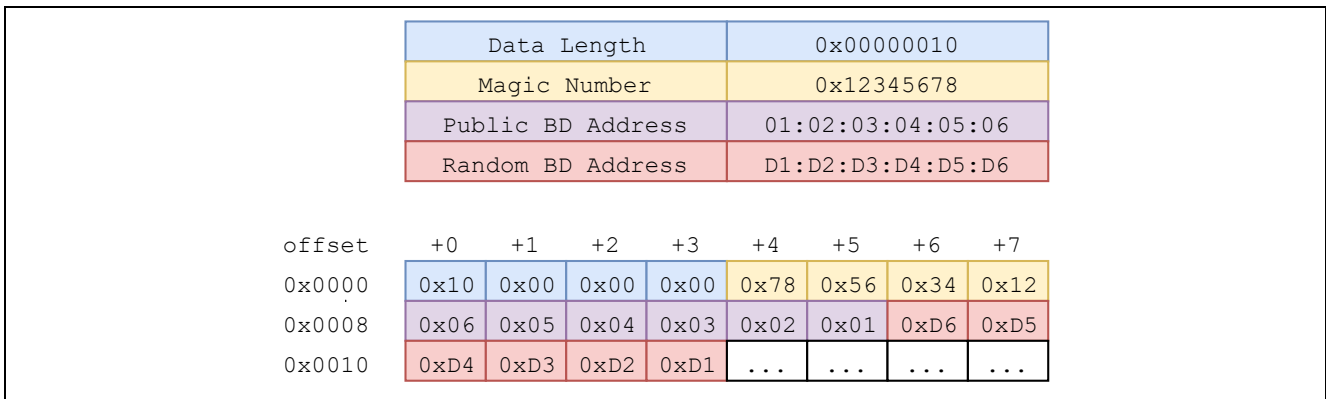 Data Length 0x00000010
Magic Number 0x12345678
Public BD Address 01:02:03:04:05:06
Random BD Address D1:D2:D3:D4:D5:D6
offset +0 +1 +2 +3 +4 +5 +6 +7
0x0000 0x10 0x00 0x00 0x00 0x78 0x56 0x34 0x12
0x0008 0x06 0x05 0x04 0x03 0x02 0x01 0xD6 0xD5
0x0010 0xD4 0xD3 0xD2 0xD1 ... ... ... ...